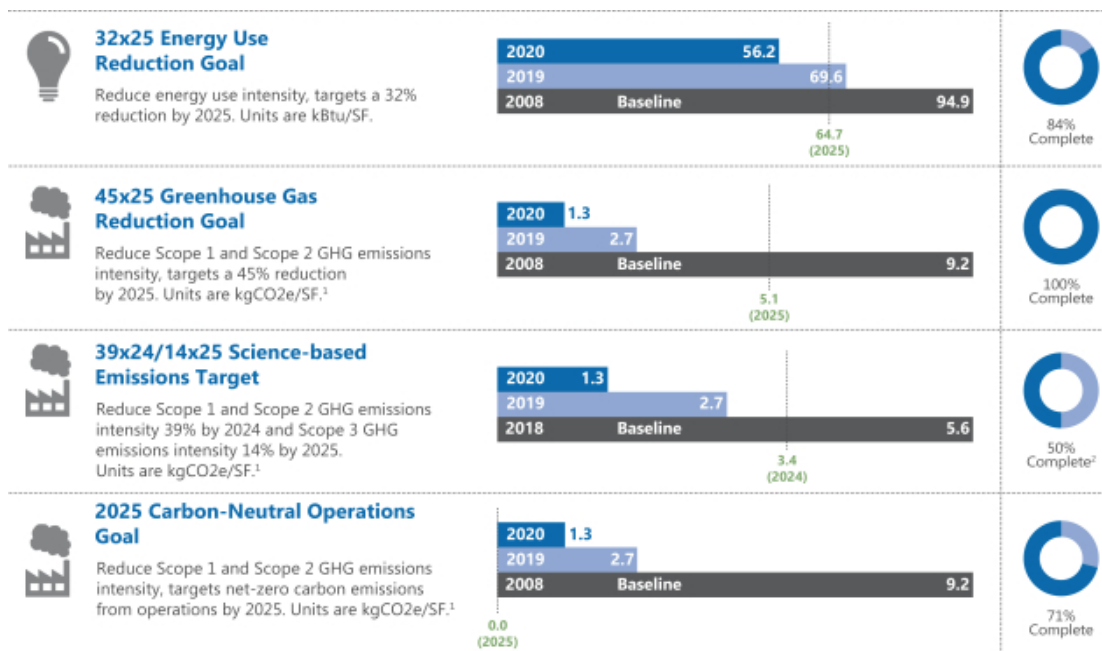 32x25 Energy Use
Reduction Goal
Reduce energy use intensity, targets a 32%
reduction by 2025. Units are kBtu/SF.
2020 56.2
2019 69.6
2008 Baseline 94.9
64.7
(2025)
84%
Complete
45x25 Greenhouse Gas
Reduction Goal
Reduce Scope 1 and Scope 2 GHG emissions
intensity, targets a 45% reduction
by 2025. Units are kgCO2e/SF.¹
2020 1.3
2019 2.7
2008 Baseline 9.2
5.1
(2025)
100%
Complete
39x24/14x25 Science-based
Emissions Target
Reduce Scope 1 and Scope 2 GHG emissions
intensity 39% by 2024 and Scope 3 GHG
emissions intensity 14% by 2025.
Units are kgCO2e/SF.¹
2020 1.3
2019 2.7
2018 Baseline 5.6
3.4
(2024)
50%
Complete²
2025 Carbon-Neutral Operations
Goal
Reduce Scope 1 and Scope 2 GHG emissions
intensity, targets net-zero carbon emissions
from operations by 2025. Units are kgCO2e/SF.¹
2020 1.3
2019 2.7
2008 Baseline 9.2
0.0
(2025)
71%
Complete